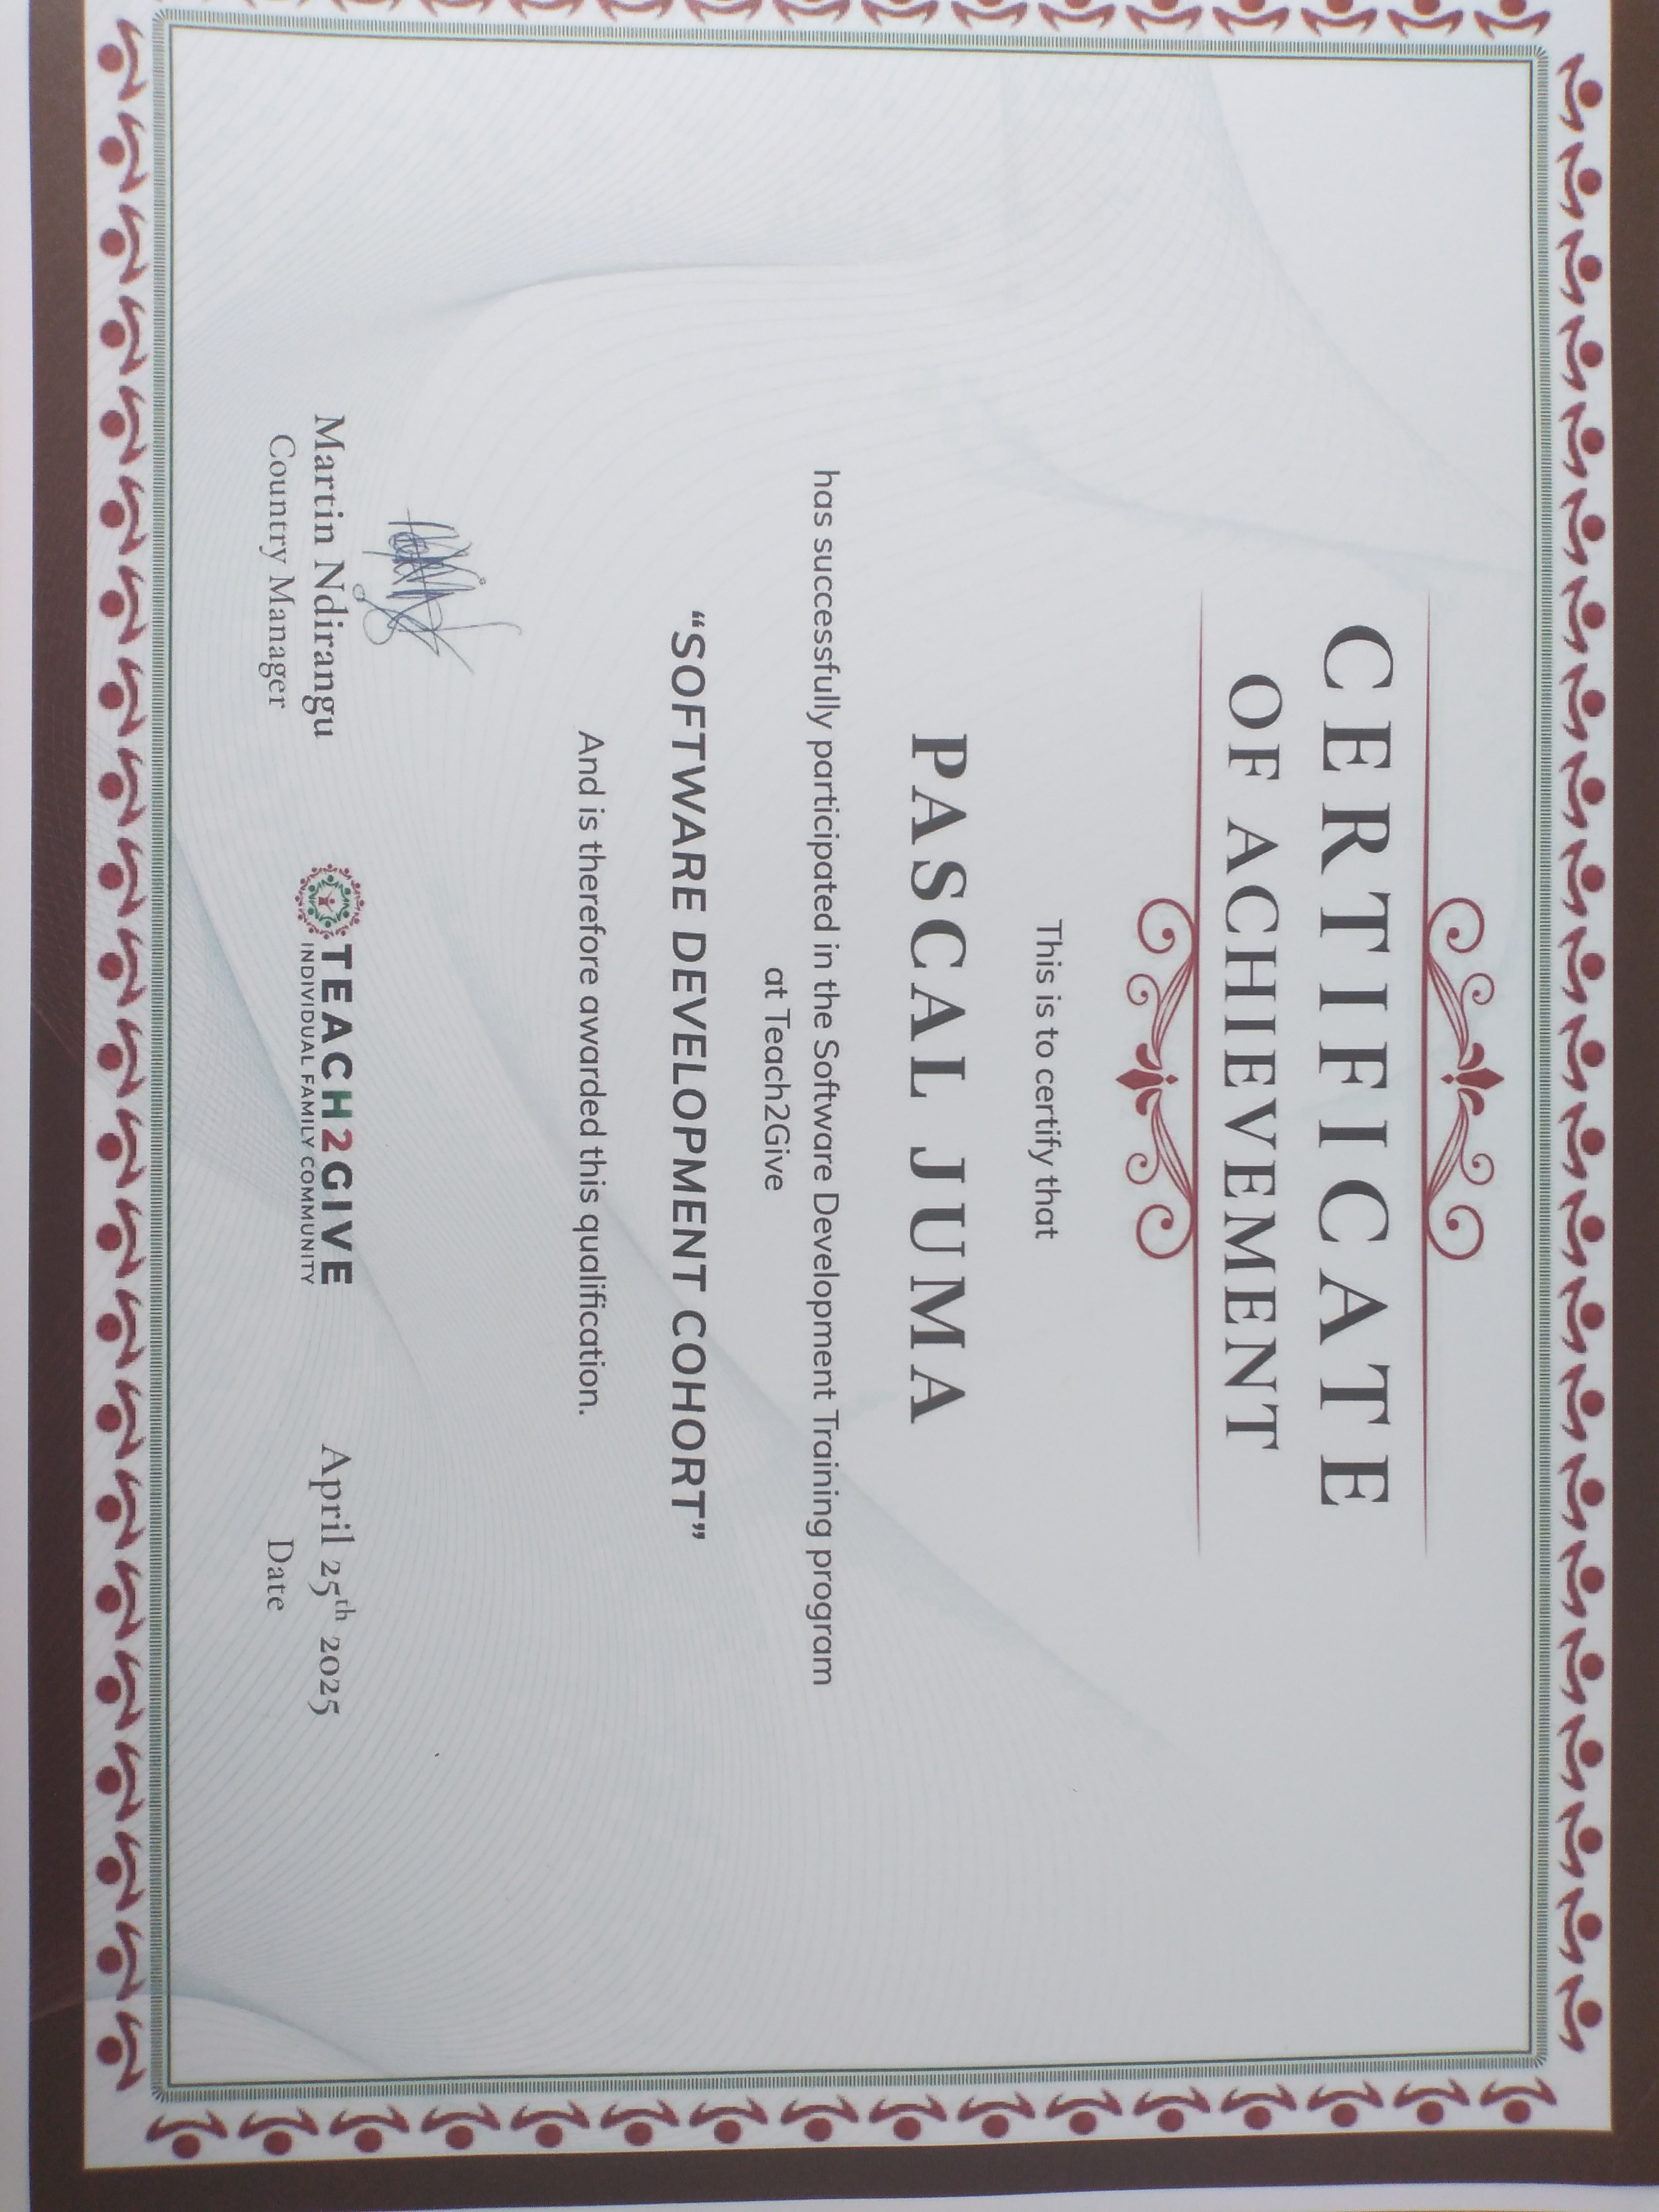 CERTIFICATE
OF ACHIEVEMENT
This is to certify that
PASCAL JUMA
has successfully participated in the Software Development Training program
at Teach2Give
“SOFTWARE DEVELOPMENT COHORT”
And is therefore awarded this qualification.
Martin Ndirangu
Country Manager
TEACH2GIVE
INDIVIDUAL FAMILY COMMUNITY
April 25th 2025
Date